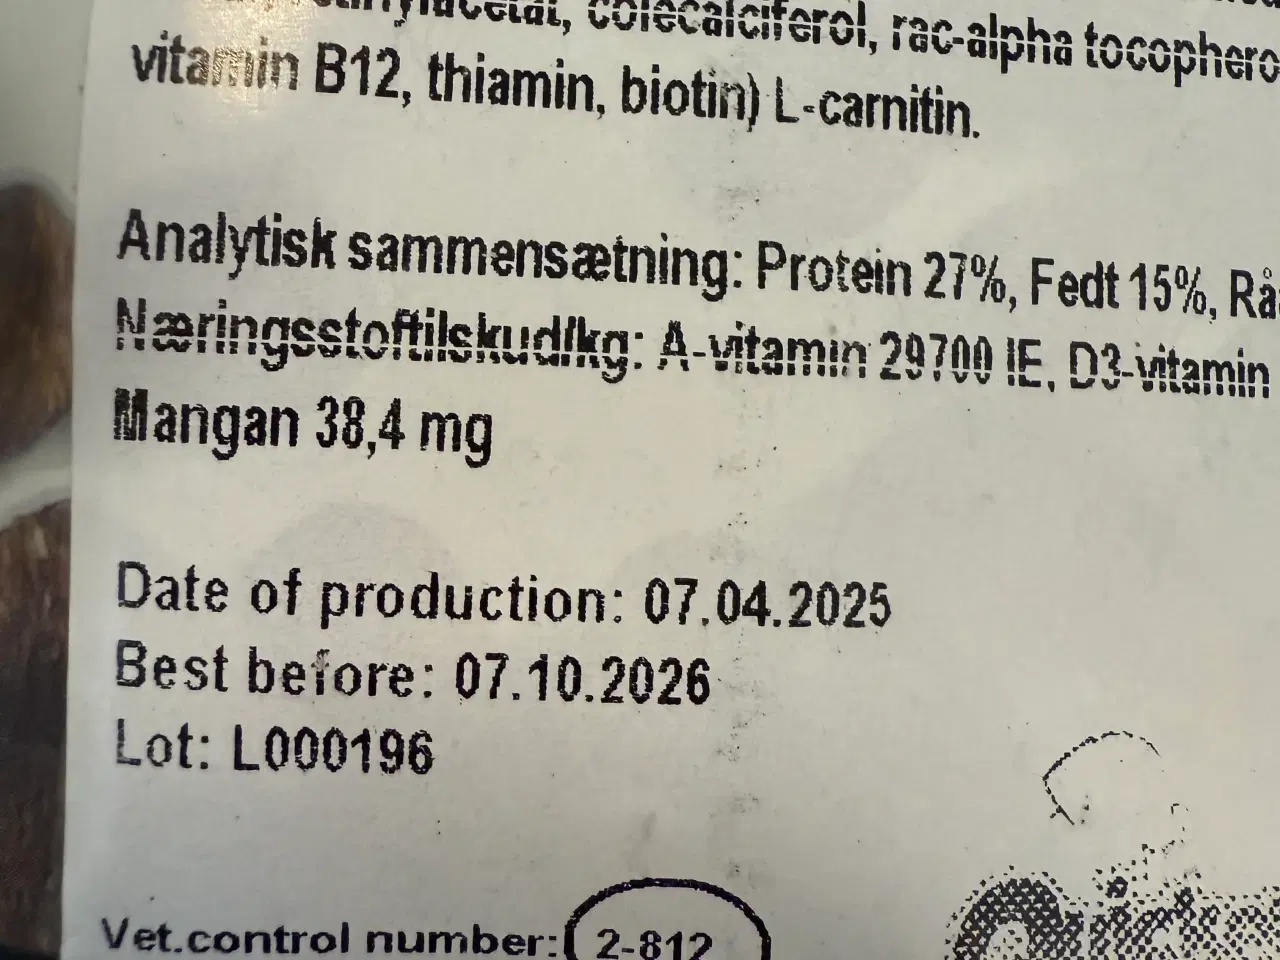 colecalciferol, rac-alpha
vitamin B12, thiamin, biotin) L-carnitin.
Analytisk sammensætning: Protein 27%, Fedt 15%,
Næringsstoftilskud/kg: A-vitamin 29700 IE, D3-vitamin
Mangan 38,4 mg
Date of production: 07.04.2025
Best before: 07.10.2026
Lot: L000196
Vet.control number: 2-812